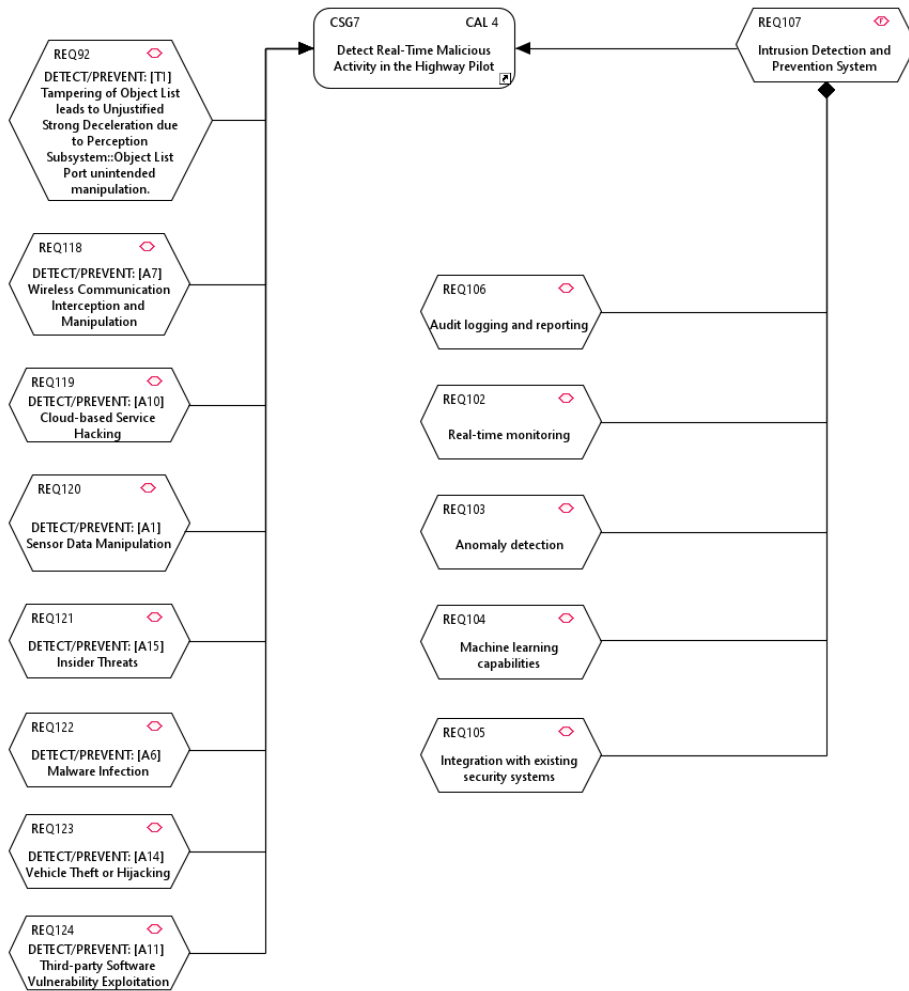 CSG7 CAL 4
Detect Real-Time Malicious
Activity in the Highway Pilot
REQ107 F
Intrusion Detection and
Prevention System
REQ92
DETECT/PREVENT: [T1]
Tampering of Object List
leads to Unjustified
Strong Deceleration due
to Perception
Subsystem::Object List
Port unintended
manipulation.
REQ118
DETECT/PREVENT: [A7]
Wireless Communication
Interception and
Manipulation
REQ119
DETECT/PREVENT: [A10]
Cloud-based Service
Hacking
REQ120
DETECT/PREVENT: [A1]
Sensor Data Manipulation
REQ121
DETECT/PREVENT: [A15]
Insider Threats
REQ122
DETECT/PREVENT: [A6]
Malware Infection
REQ123
DETECT/PREVENT: [A14]
Vehicle Theft or Hijacking
REQ124
DETECT/PREVENT: [A11]
Third-party Software
Vulnerability Exploitation
REQ106
Audit logging and reporting
REQ102
Real-time monitoring
REQ103
Anomaly detection
REQ104
Machine learning
capabilities
REQ105
Integration with existing
security systems